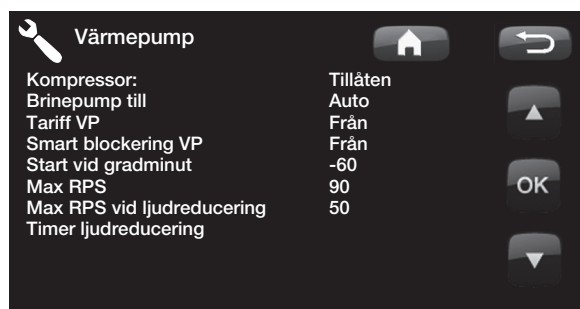 Värmepump
Kompressor: Tillåten
Brinepump till Auto
Tariff VP Från
Smart blockering VP Från
Start vid gradminut -60
Max RPS 90
Max RPS vid ljudreducering 50
Timer ljudreducering
OK